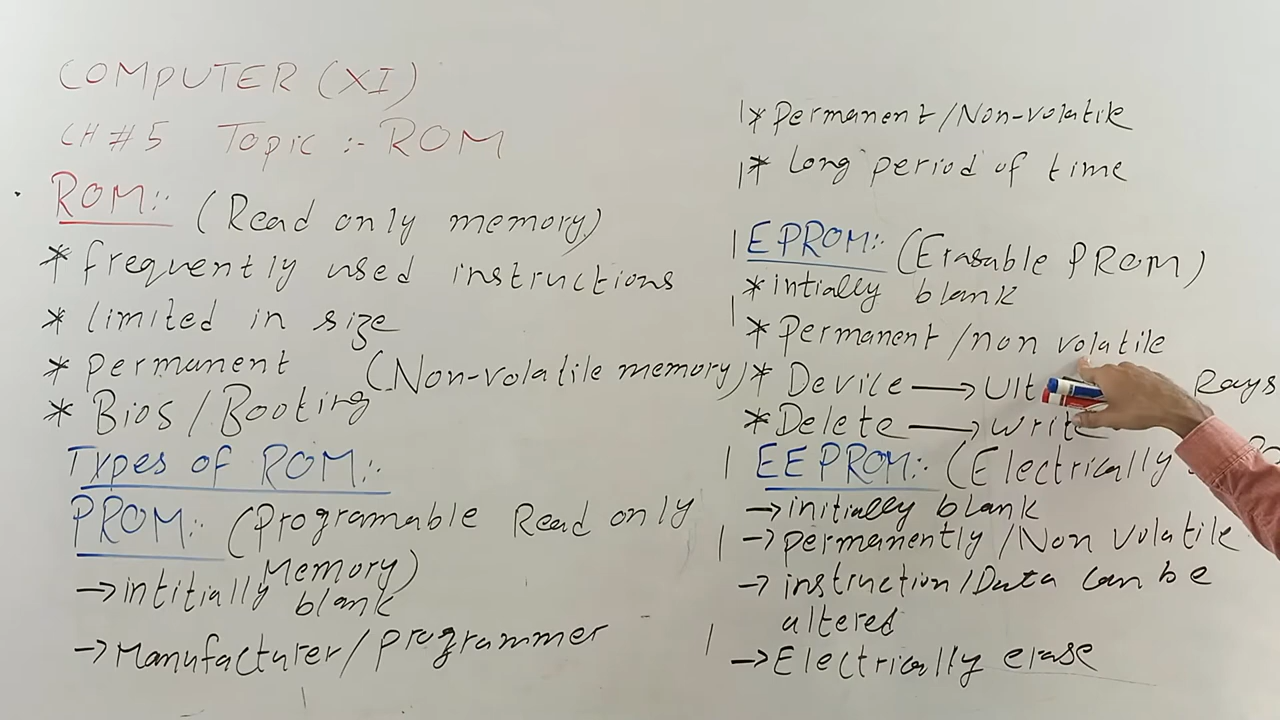 COMPUTER (XI)
CH # 5 Topic :- ROM
ROM:- (Read only memory)
* frequently used instructions
* limited in size
* permanent (Non-volatile memory)
* Bios / Booting
Types of ROM:-
PROM:- (Programable Read only
Memory)
→ intitially blank
→ Manufacturer / programmer
* Permanent / Non-volatile
* long period of time
EPROM:- (Erasable PROM)
* intially blank
* Permanent / non volatile
* Device → Rays
* Delete → write
EEPROM:- (Electrically
→ initially blank
→ permanently / Non volatile
→ instruction / Data can be
altered
→ Electrically erase